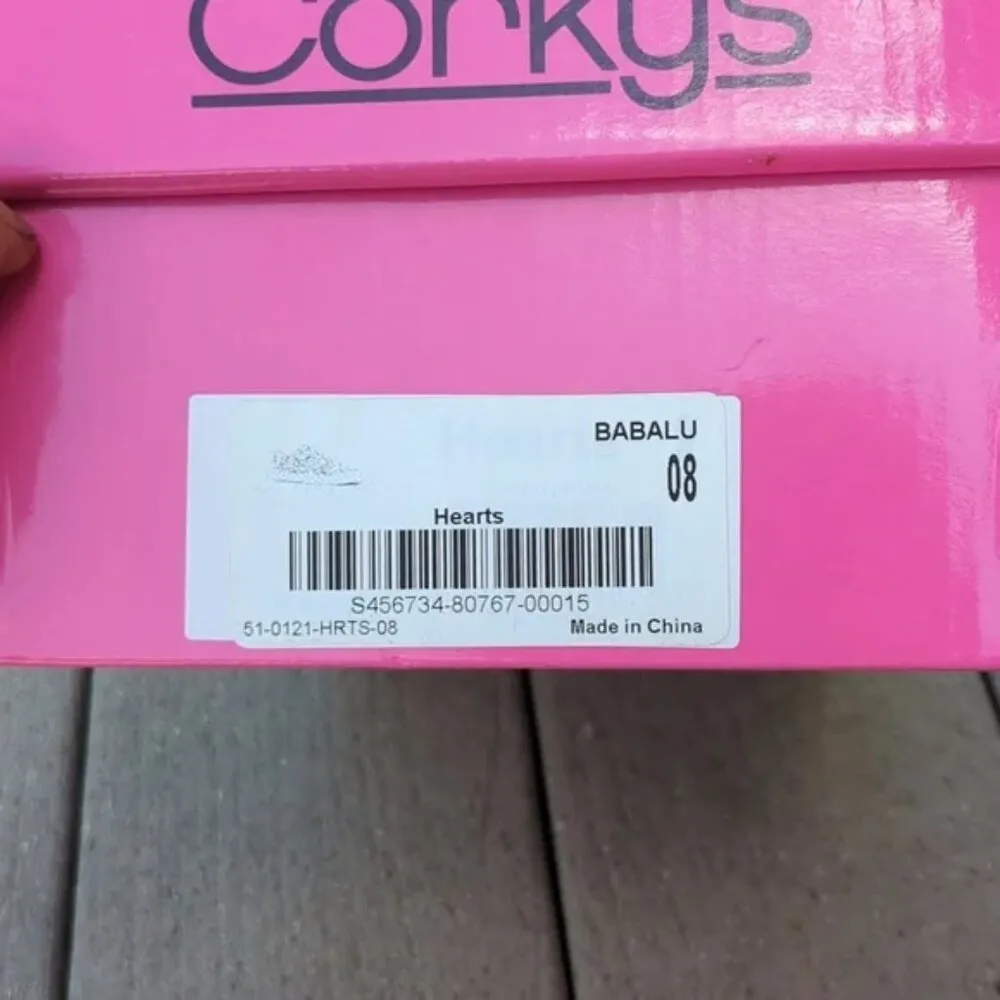 Corkys
BABALU
08
Hearts
S456734-80767-00015
51-0121-HRTS-08
Made in China